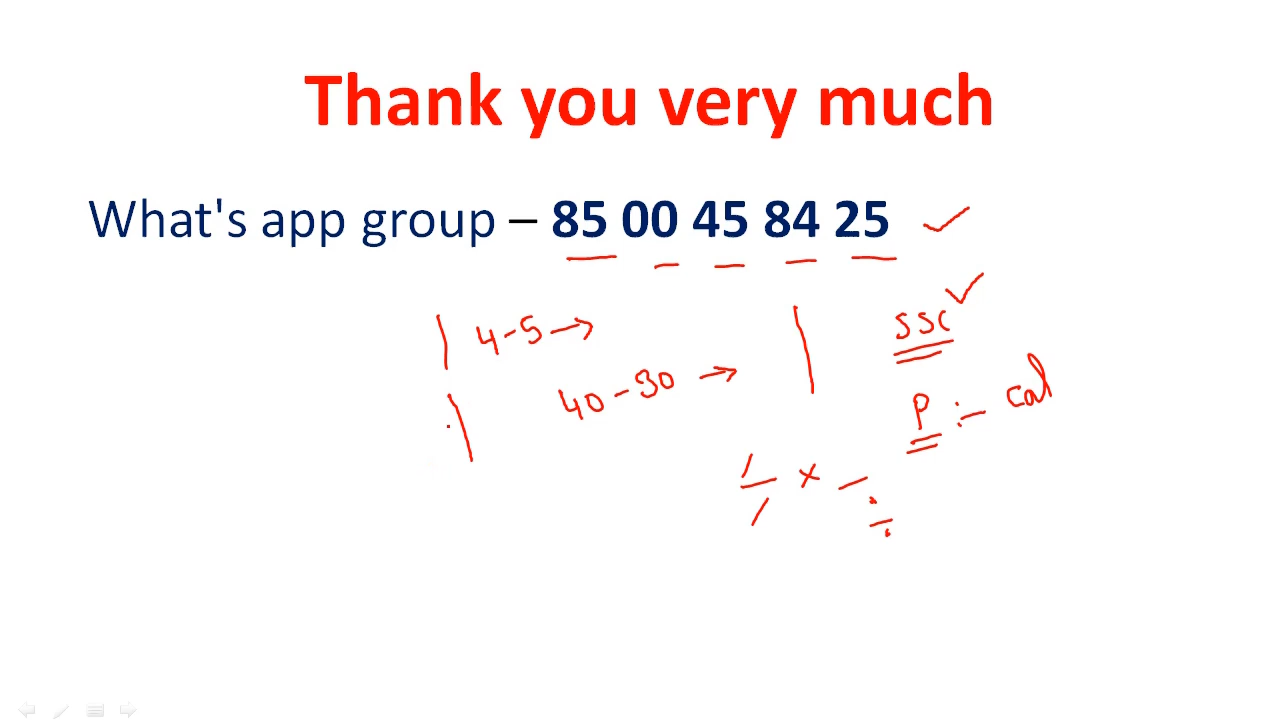 Thank you very much
What's app group – 85 00 45 84 25
4-5 →
SSC
40-30 →
P :- cal